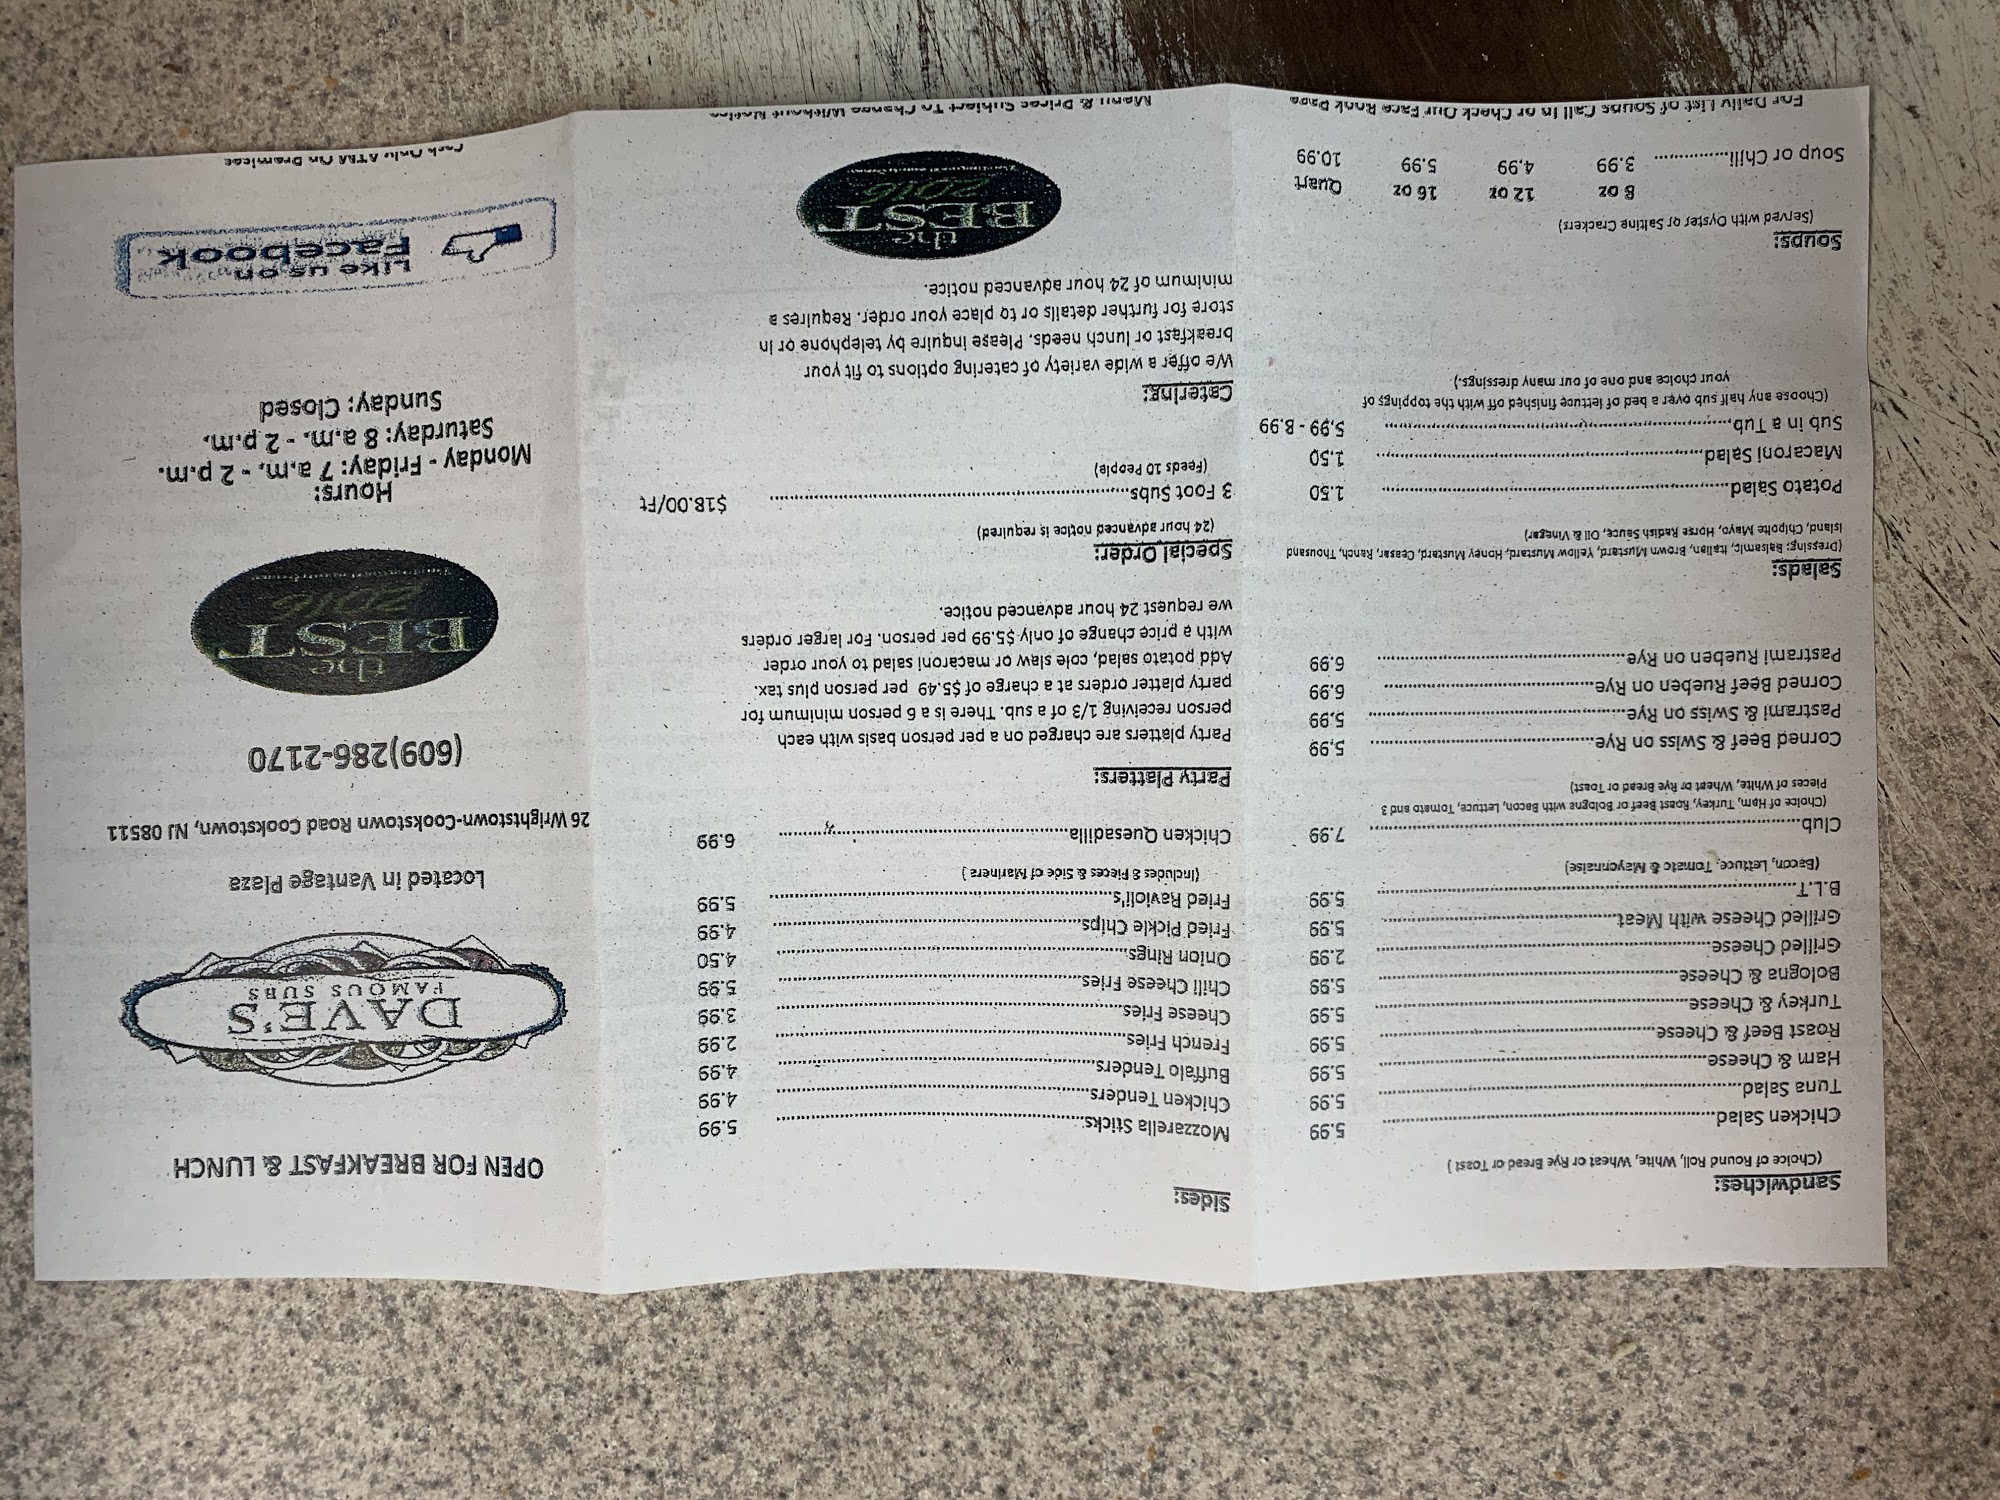 Sandwiches:
(Choice of Round Roll, White, Wheat or Rye Bread or Toast )
Chicken Salad 5.99
Tuna Salad 5.99
Ham & Cheese 5.99
Roast Beef & Cheese 5.99
Turkey & Cheese 5.99
Bologna & Cheese 5.99
Grilled Cheese 2.99
Grilled Cheese with Meat 5.99
B.L.T. 5.99
(Bacon, Lettuce, Tomato & Mayonnaise)
Club 7.99
(Choice of Ham, Turkey, Roast Beef or Bologna with Bacon, Lettuce, Tomato and 3
Pieces of White, Wheat or Rye Bread or Toast)
Corned Beef & Swiss on Rye 5.99
Pastrami & Swiss on Rye 5.99
Corned Beef Rueben on Rye 6.99
Pastrami Rueben on Rye 6.99
Salads:
(Dressing: Balsamic, Italian, Brown Mustard, Yellow Mustard, Honey Mustard, Ceasar, Ranch, Thousand
Island, Chipotle Mayo, Horse Radish Sauce, Oil & Vinegar)
Potato Salad 1.50
Macaroni Salad 1.50
Sub in a Tub 5.99 - 8.99
(Choose any half sub over a bed of lettuce finished off with the toppings of
your choice and one of our many dressings.)
Soups:
(Served with Oyster or Saltine Crackers)
8 oz 12 oz 16 oz Quart
Soup or Chili 3.99 4.99 5.99 10.99
For Daily List of Soups Call In or Check Our Face Book Page
Sides:
Mozzarella Sticks 5.99
Chicken Tenders 4.99
Buffalo Tenders 4.99
French Fries 2.99
Cheese Fries 3.99
Chili Cheese Fries 5.99
Onion Rings 4.50
Fried Pickle Chips 4.99
Fried Ravioli's 5.99
(Includes 8 Pieces & Side of Marinara )
Chicken Quesadilla 6.99
Party Platters:
Party platters are charged on a per person basis with each
person receiving 1/3 of a sub. There is a 6 person minimum for
party platter orders at a charge of $5.49 per person plus tax.
Add potato salad, cole slaw or macaroni salad to your order
with a price change of only $5.99 per person. For larger orders
we request 24 hour advanced notice.
Special Order:
(24 hour advanced notice is required)
3 Foot Subs $18.00/Ft
(Feeds 10 People)
Catering:
We offer a wide variety of catering options to fit your
breakfast or lunch needs. Please inquire by telephone or in
store for further details or to place your order. Requires a
minimum of 24 hour advanced notice.
the
BEST
2016
Menu & Prices Subject To Change Without Notice
OPEN FOR BREAKFAST & LUNCH
DAVE'S
FAMOUS SUBS
Located in Vantage Plaza
26 Wrightstown-Cookstown Road Cookstown, NJ 08511
(609)286-2170
the
BEST
2016
Hours:
Monday - Friday: 7 a.m. - 2 p.m.
Saturday: 8 a.m. - 2 p.m.
Sunday: Closed
Like us on
Facebook
Cash Only ATM On Premises